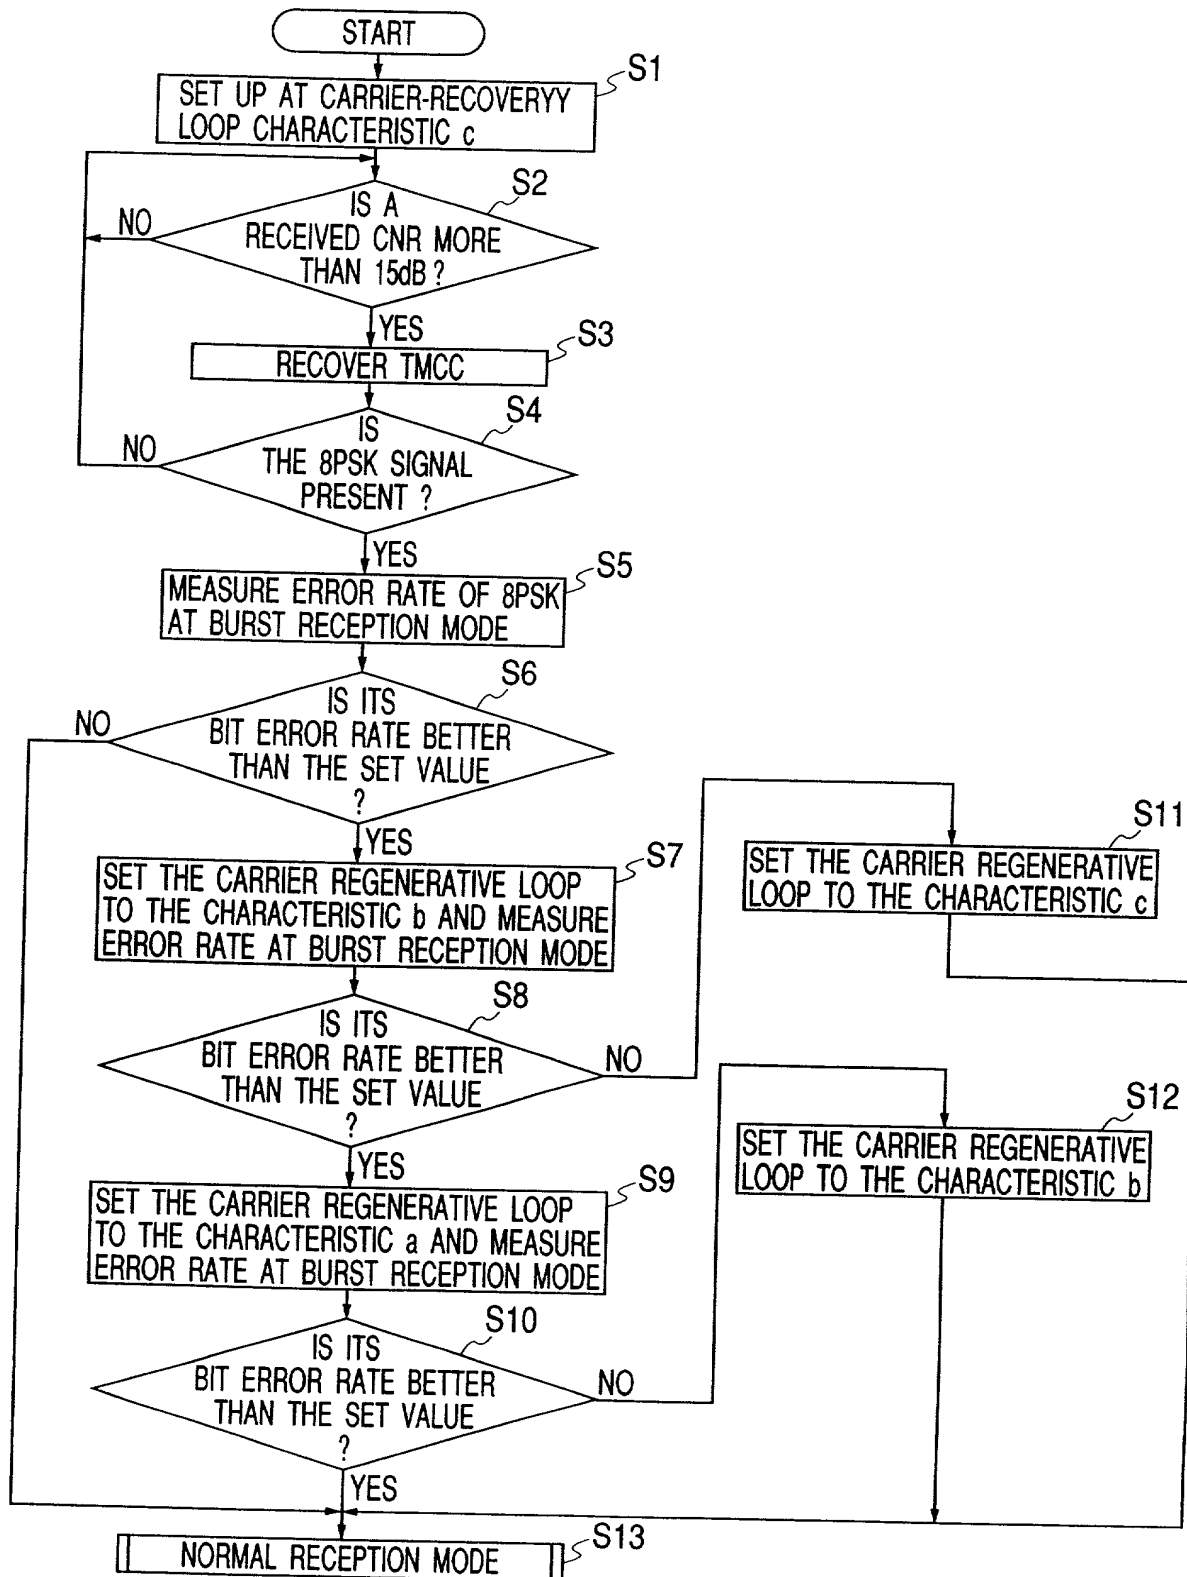 START
S1
SET UP AT CARRIER-RECOVERYY
LOOP CHARACTERISTIC c
S2
IS A
RECEIVED CNR MORE
THAN 15dB ?
NO
YES
S3
RECOVER TMCC
S4
IS
THE 8PSK SIGNAL
PRESENT ?
NO
YES
S5
MEASURE ERROR RATE OF 8PSK
AT BURST RECEPTION MODE
S6
IS ITS
BIT ERROR RATE BETTER
THAN THE SET VALUE
?
NO
YES
S7
SET THE CARRIER REGENERATIVE LOOP
TO THE CHARACTERISTIC b AND MEASURE
ERROR RATE AT BURST RECEPTION MODE
S11
SET THE CARRIER REGENERATIVE
LOOP TO THE CHARACTERISTIC c
S8
IS ITS
BIT ERROR RATE BETTER
THAN THE SET VALUE
?
NO
YES
S12
SET THE CARRIER REGENERATIVE
LOOP TO THE CHARACTERISTIC b
S9
SET THE CARRIER REGENERATIVE LOOP
TO THE CHARACTERISTIC a AND MEASURE
ERROR RATE AT BURST RECEPTION MODE
S10
IS ITS
BIT ERROR RATE BETTER
THAN THE SET VALUE
?
NO
YES
S13
NORMAL RECEPTION MODE